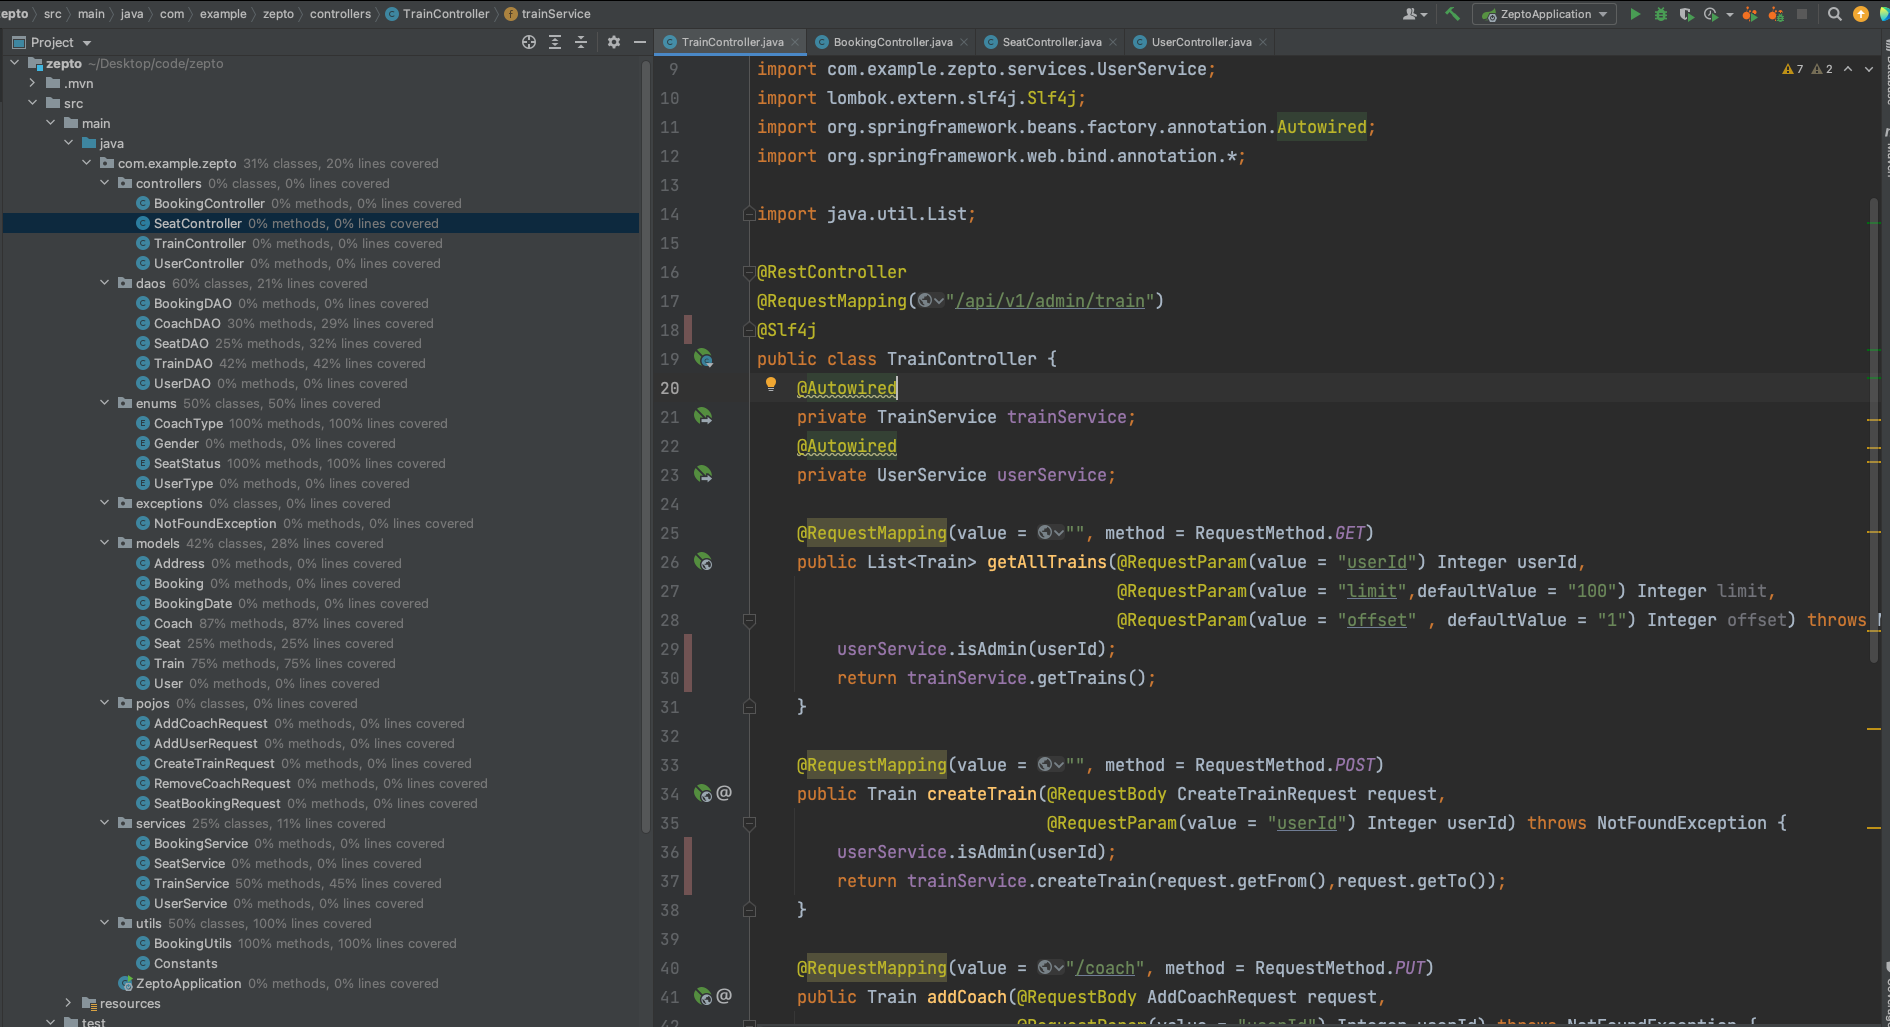 zepto src main java com example zepto controllers TrainController trainService
ZeptoApplication
Project
TrainController.java BookingController.java SeatController.java UserController.java
zepto ~/Desktop/code/zepto
.mvn
src
main
java
com.example.zepto 31% classes, 20% lines covered
controllers 0% classes, 0% lines covered
BookingController 0% methods, 0% lines covered
SeatController 0% methods, 0% lines covered
TrainController 0% methods, 0% lines covered
UserController 0% methods, 0% lines covered
daos 60% classes, 21% lines covered
BookingDAO 0% methods, 0% lines covered
CoachDAO 30% methods, 29% lines covered
SeatDAO 25% methods, 32% lines covered
TrainDAO 42% methods, 42% lines covered
UserDAO 0% methods, 0% lines covered
enums 50% classes, 50% lines covered
CoachType 100% methods, 100% lines covered
Gender 0% methods, 0% lines covered
SeatStatus 100% methods, 100% lines covered
UserType 0% methods, 0% lines covered
exceptions 0% classes, 0% lines covered
NotFoundException 0% methods, 0% lines covered
models 42% classes, 28% lines covered
Address 0% methods, 0% lines covered
Booking 0% methods, 0% lines covered
BookingDate 0% methods, 0% lines covered
Coach 87% methods, 87% lines covered
Seat 25% methods, 25% lines covered
Train 75% methods, 75% lines covered
User 0% methods, 0% lines covered
pojos 0% classes, 0% lines covered
AddCoachRequest 0% methods, 0% lines covered
AddUserRequest 0% methods, 0% lines covered
CreateTrainRequest 0% methods, 0% lines covered
RemoveCoachRequest 0% methods, 0% lines covered
SeatBookingRequest 0% methods, 0% lines covered
services 25% classes, 11% lines covered
BookingService 0% methods, 0% lines covered
SeatService 0% methods, 0% lines covered
TrainService 50% methods, 45% lines covered
UserService 0% methods, 0% lines covered
utils 50% classes, 100% lines covered
BookingUtils 100% methods, 100% lines covered
Constants
ZeptoApplication 0% methods, 0% lines covered
resources
test
7 2
9 import com.example.zepto.services.UserService;
10 import lombok.extern.slf4j.Slf4j;
11 import org.springframework.beans.factory.annotation.Autowired;
12 import org.springframework.web.bind.annotation.*;
13
14 import java.util.List;
15
16 @RestController
17 @RequestMapping("/api/v1/admin/train")
18 @Slf4j
19 public class TrainController {
20 @Autowired
21 private TrainService trainService;
22 @Autowired
23 private UserService userService;
24
25 @RequestMapping(value = "", method = RequestMethod.GET)
26 public List<Train> getAllTrains(@RequestParam(value = "userId") Integer userId,
27 @RequestParam(value = "limit",defaultValue = "100") Integer limit,
28 @RequestParam(value = "offset" , defaultValue = "1") Integer offset) throws
29 userService.isAdmin(userId);
30 return trainService.getTrains();
31 }
32
33 @RequestMapping(value = "", method = RequestMethod.POST)
34 public Train createTrain(@RequestBody CreateTrainRequest request,
35 @RequestParam(value = "userId") Integer userId) throws NotFoundException {
36 userService.isAdmin(userId);
37 return trainService.createTrain(request.getFrom(),request.getTo());
38 }
39
40 @RequestMapping(value = "/coach", method = RequestMethod.PUT)
41 public Train addCoach(@RequestBody AddCoachRequest request,
42 @RequestParam(value = "userId") Integer userId) throws NotFoundException {